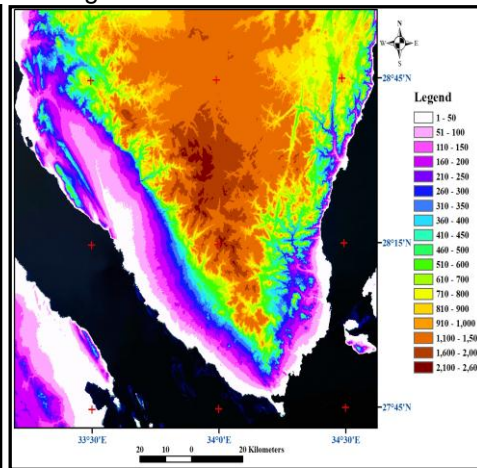 N
W E
S
28°45'N
Legend
1 - 50
51 - 100
110 - 150
160 - 200
210 - 250
260 - 300
310 - 350
360 - 400
410 - 450
460 - 500
510 - 600
610 - 700
710 - 800
810 - 900
910 - 1,000
1,100 - 1,50
1,600 - 2,00
2,100 - 2,60
28°15'N
27°45'N
33°30'E 34°0'E 34°30'E
20 10 0 20 Kilometers